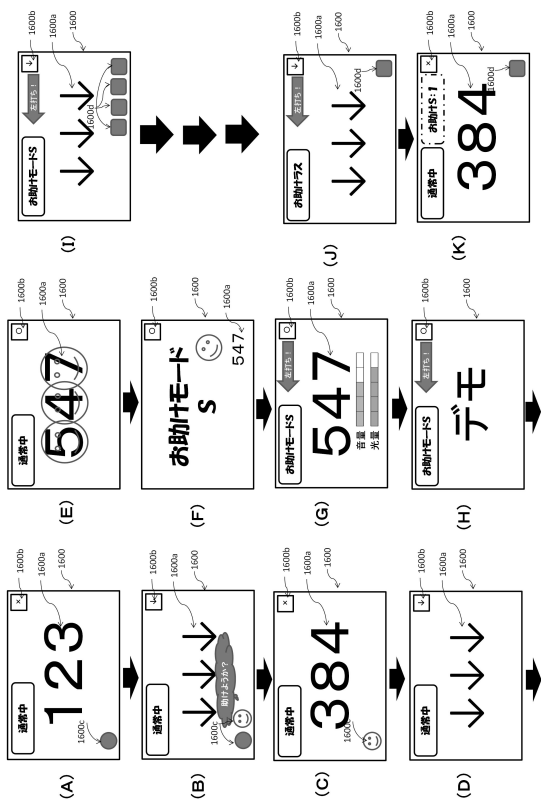 (A)
通常中
×
1600b
123
1600a
1600
1600c
(B)
通常中
↓
1600b
↓↓↓
1600a
1600
助けようか?
1600c
(C)
通常中
×
1600b
384
1600a
1600
1600c
(D)
通常中
↓
1600b
↓↓↓
1600a
1600
(E)
通常中
○
1600b
547
1600a
1600
(F)
○
1600b
お助けモード
S
1600
547
1600a
(G)
お助けモードS
左打ち!
○
1600b
547
1600a
1600
音量
光量
(H)
お助けモードS
左打ち!
○
1600b
デモ
1600
(I)
お助けモードS
左打ち!
↓
1600b
↓↓↓
1600a
1600
1600d
(J)
お助けラス
左打ち!
↓
1600b
↓↓↓
1600a
1600
1600d
(K)
通常中
お助けS:1
×
1600b
384
1600a
1600
1600d